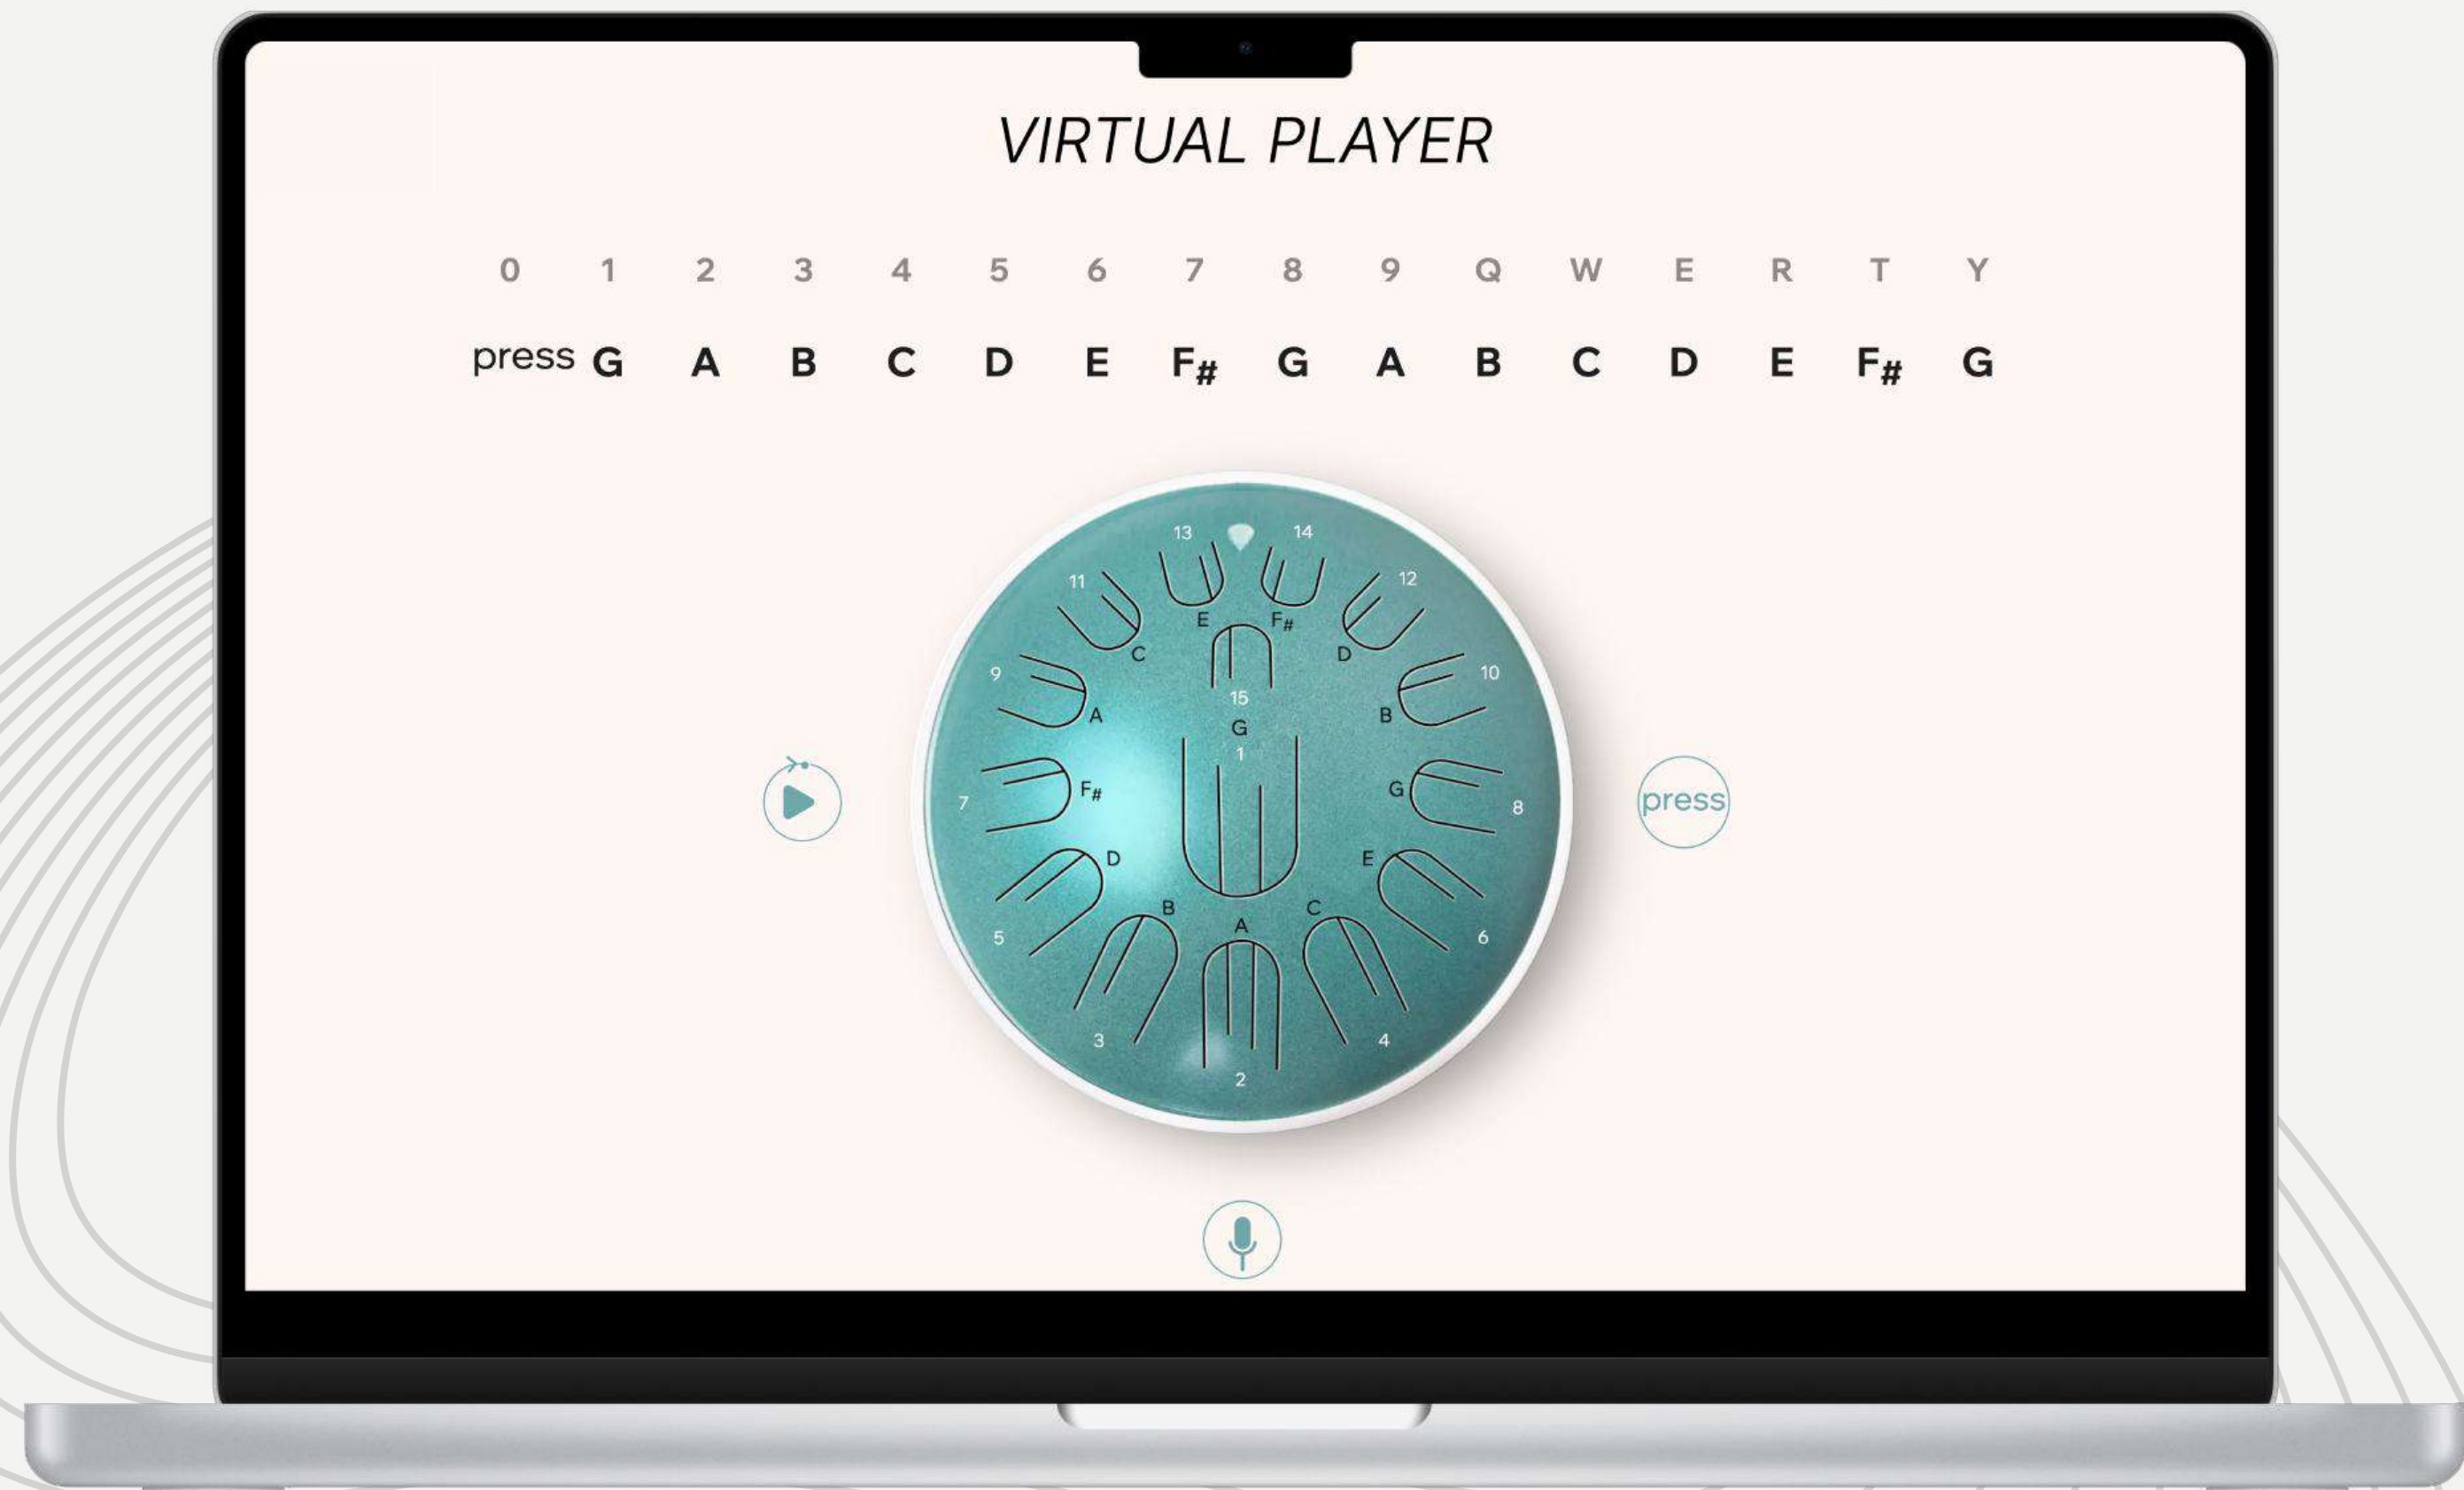 VIRTUAL PLAYER
0 1 2 3 4 5 6 7 8 9 Q W E R T Y
press G A B C D E F# G A B C D E F# G
13 14
11 12
E F#
C D
9 10
15
A B
G
1
F# G
7 8
press
D E
B C
A
5 6
3 4
2